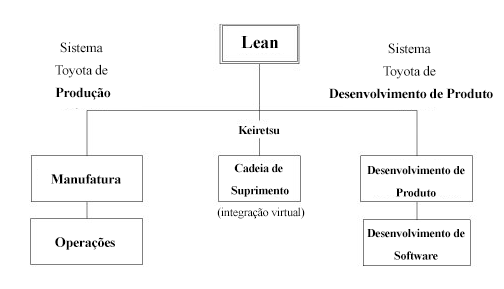 Lean
Sistema
Toyota de
Produção
Sistema
Toyota de
Desenvolvimento de Produto
Keiretsu
Manufatura
Cadeia de
Suprimento
(integração virtual)
Desenvolvimento de
Produto
Operações
Desenvolvimento de
Software